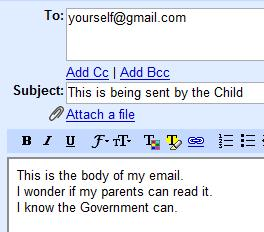 To: yourself@gmail.com
Add Cc | Add Bcc
Subject: This is being sent by the Child
Attach a file
B I U F TT
This is the body of my email.
I wonder if my parents can read it.
I know the Government can.